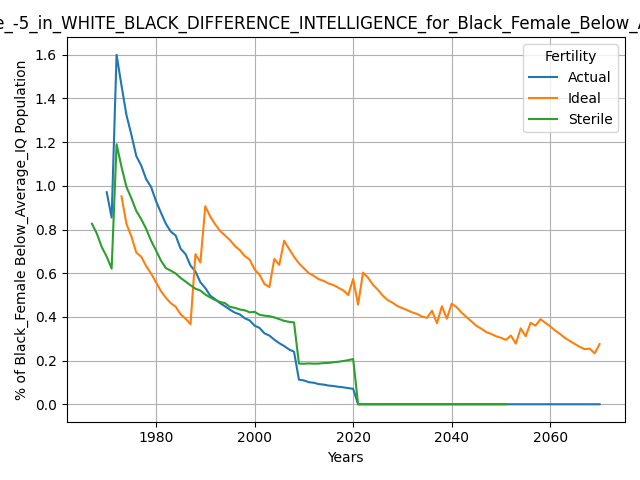 e_-5_in_WHITE_BLACK_DIFFERENCE_INTELLIGENCE_for_Black_Female_Below_A
% of Black_Female Below_Average_IQ Population
1.6
1.4
1.2
1.0
0.8
0.6
0.4
0.2
0.0
Fertility
Actual
Ideal
Sterile
1980
2000
2020
2040
2060
Years